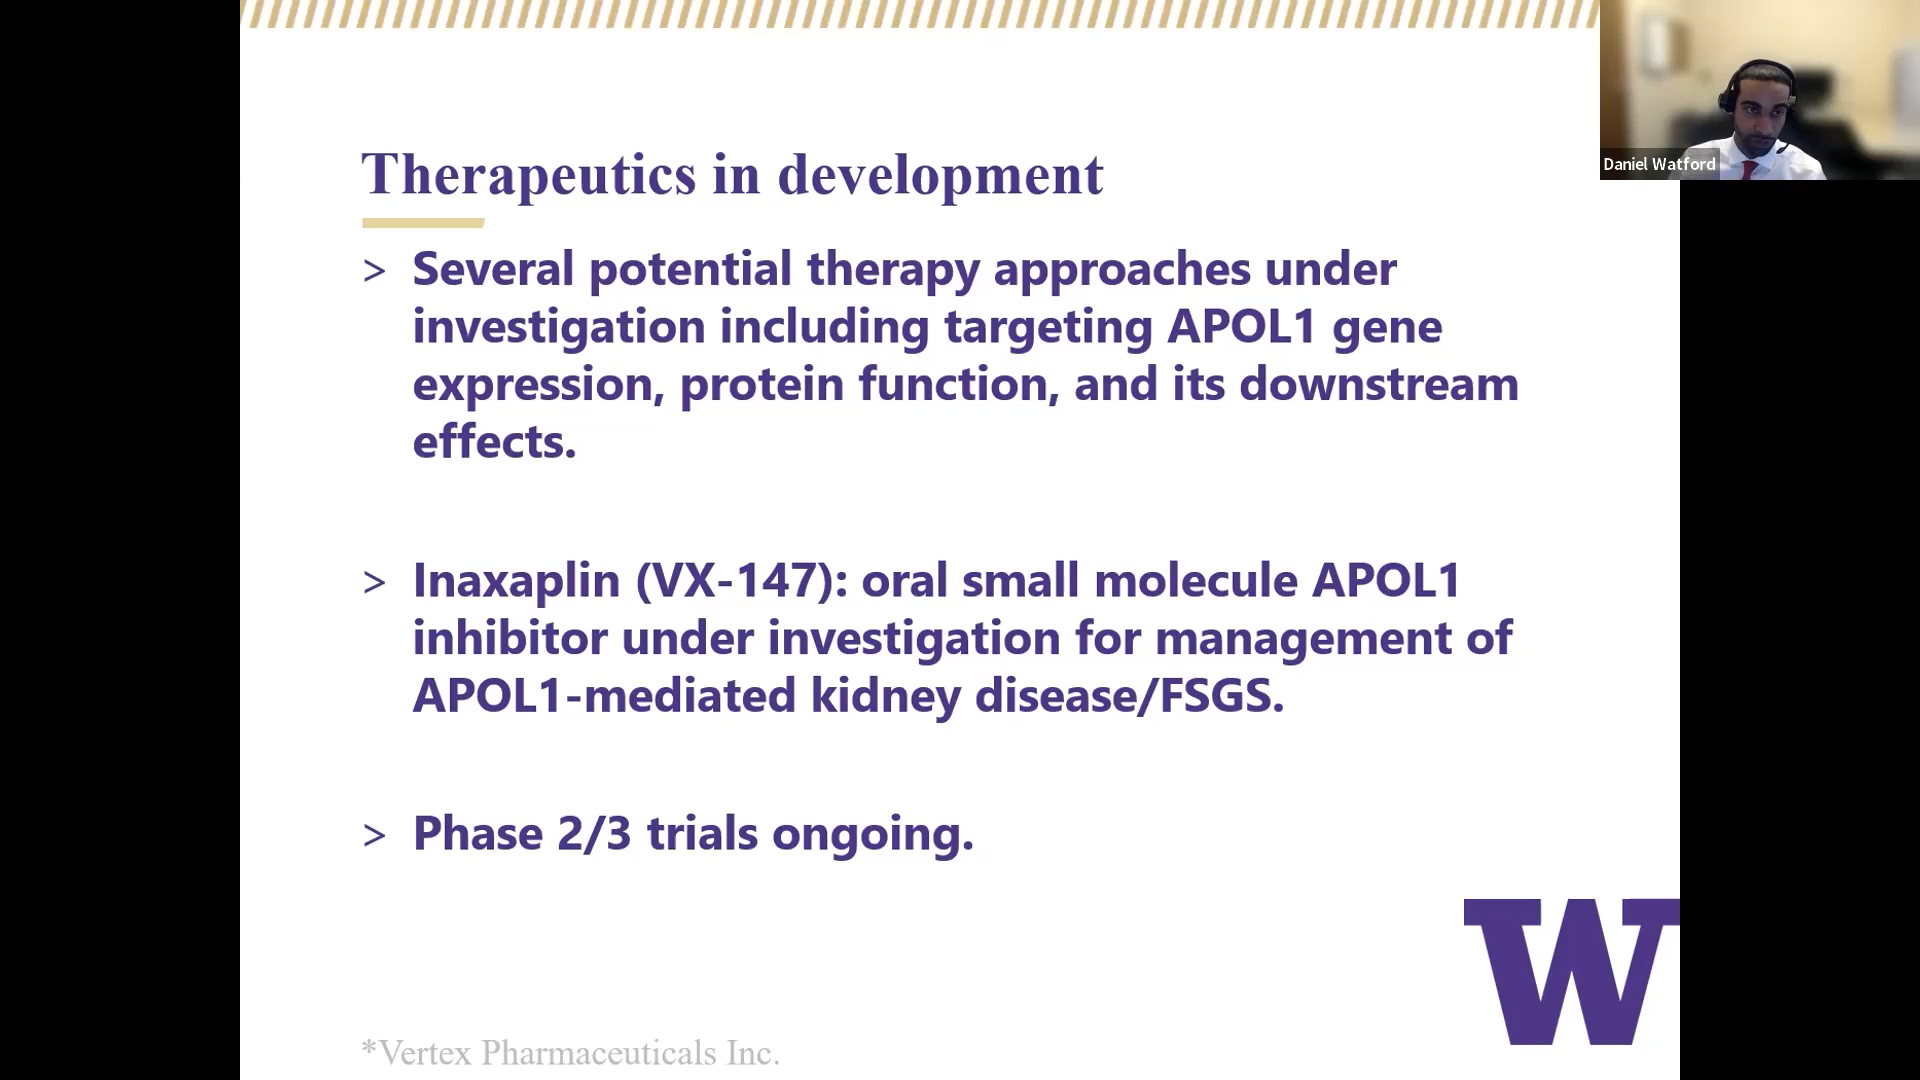 Therapeutics in development
> Several potential therapy approaches under
investigation including targeting APOL1 gene
expression, protein function, and its downstream
effects.
> Inaxaplin (VX-147): oral small molecule APOL1
inhibitor under investigation for management of
APOL1-mediated kidney disease/FSGS.
> Phase 2/3 trials ongoing.
*Vertex Pharmaceuticals Inc.
W
Daniel Watford